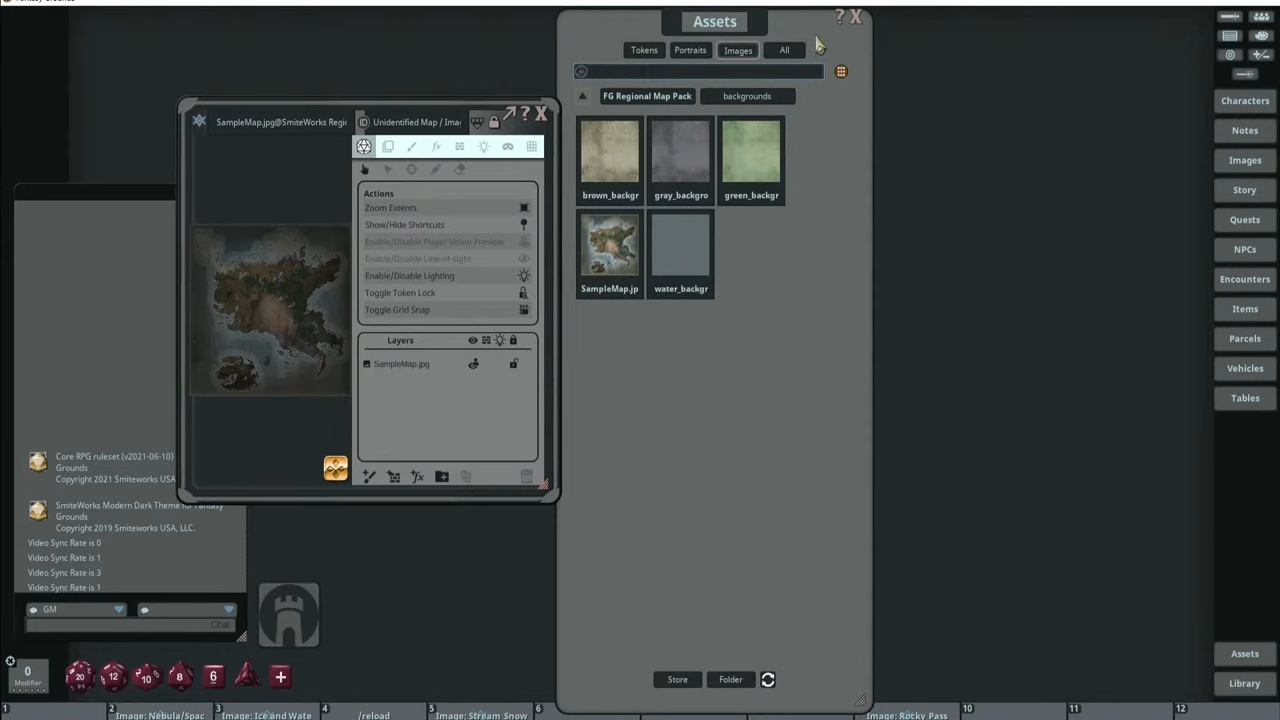 Assets
Tokens
Portraits
Images
All
FG Regional Map Pack
backgrounds
brown_backgr
gray_backgro
green_backgr
SampleMap.jp
water_backgr
Store
Folder
SampleMap.jpg@SmiteWorks Regic
ID
Unidentified Map / Ima
Actions
Zoom Extents
Show/Hide Shortcuts
Enable/Disable Player Vision Preview
Enable/Disable Line-of-sight
Enable/Disable Lighting
Toggle Token Lock
Toggle Grid Snap
Layers
SampleMap.jpg
Core RPG ruleset (v2021-06-10)
Grounds
Copyright 2021 Smiteworks USA
SmiteWorks Modern Dark Theme for Fantasy
Grounds
Copyright 2019 Smiteworks USA, LLC.
Video Sync Rate is 0
Video Sync Rate is 1
Video Sync Rate is 3
Video Sync Rate is 1
GM
Chat
0
Modifier
20
12
10
8
6
Characters
Notes
Images
Story
Quests
NPCs
Encounters
Items
Parcels
Vehicles
Tables
Assets
Library
1
2
Image: Nebula/Spac
3
Image: Ice and Wate
4
/reload
5
Image: Stream Snow
6
Image: Rocky Pass
10
11
12